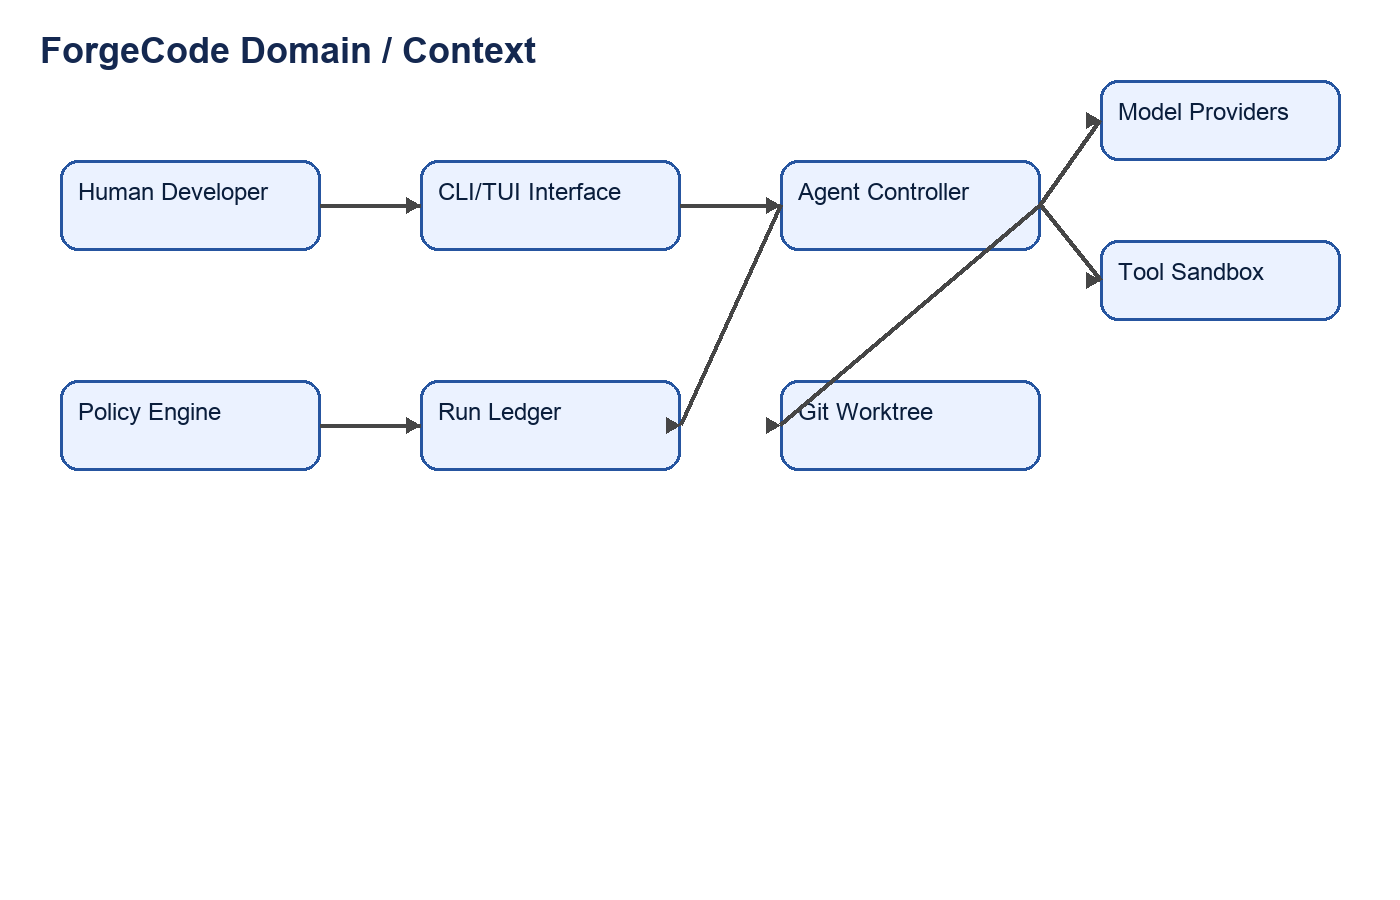 ForgeCode Domain / Context
Model Providers
Human Developer
CLI/TUI Interface
Agent Controller
Tool Sandbox
Policy Engine
Run Ledger
Git Worktree